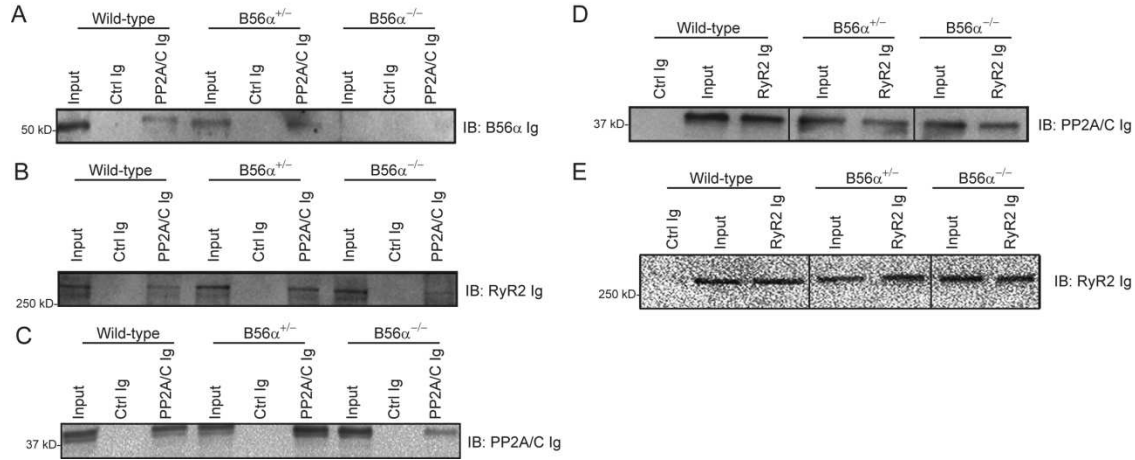 A
Wild-type B56α+/− B56α−/−
Input Ctrl Ig PP2A/C Ig Input Ctrl Ig PP2A/C Ig Input Ctrl Ig PP2A/C Ig
50 kD- IB: B56α Ig
B
Wild-type B56α+/− B56α−/−
Input Ctrl Ig PP2A/C Ig Input Ctrl Ig PP2A/C Ig Input Ctrl Ig PP2A/C Ig
250 kD- IB: RyR2 Ig
C
Wild-type B56α+/− B56α−/−
Input Ctrl Ig PP2A/C Ig Input Ctrl Ig PP2A/C Ig Input Ctrl Ig PP2A/C Ig
37 kD- IB: PP2A/C Ig
D
Wild-type B56α+/− B56α−/−
Ctrl Ig Input RyR2 Ig Input RyR2 Ig Input RyR2 Ig
37 kD- IB: PP2A/C Ig
E
Wild-type B56α+/− B56α−/−
Ctrl Ig Input RyR2 Ig Input RyR2 Ig Input RyR2 Ig
250 kD- IB: RyR2 Ig